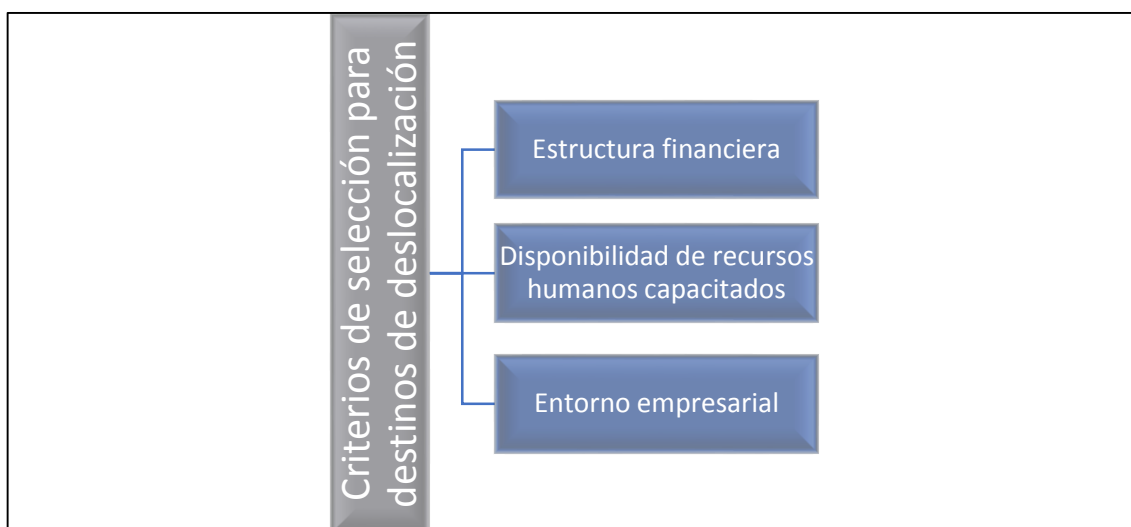 Criterios de selección para
destinos de deslocalización
Estructura financiera
Disponibilidad de recursos
humanos capacitados
Entorno empresarial